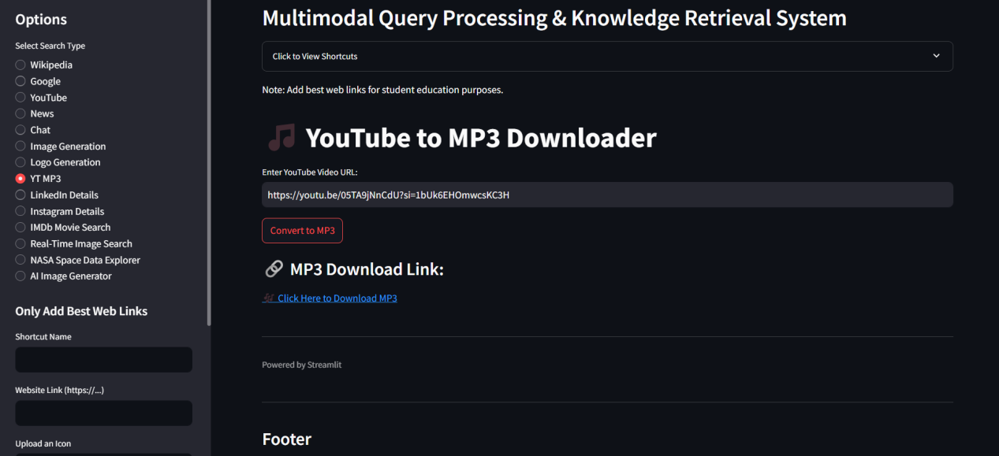 Options
Select Search Type
Wikipedia
Google
YouTube
News
Chat
Image Generation
Logo Generation
YT MP3
LinkedIn Details
Instagram Details
IMDb Movie Search
Real-Time Image Search
NASA Space Data Explorer
AI Image Generator
Only Add Best Web Links
Shortcut Name
Website Link (https://...)
Upload an Icon
Multimodal Query Processing & Knowledge Retrieval System
Click to View Shortcuts
Note: Add best web links for student education purposes.
YouTube to MP3 Downloader
Enter YouTube Video URL:
https://youtu.be/05TA9jNnCdU?si=1bUk6EHOmwcsKC3H
Convert to MP3
MP3 Download Link:
Click Here to Download MP3
Powered by Streamlit
Footer